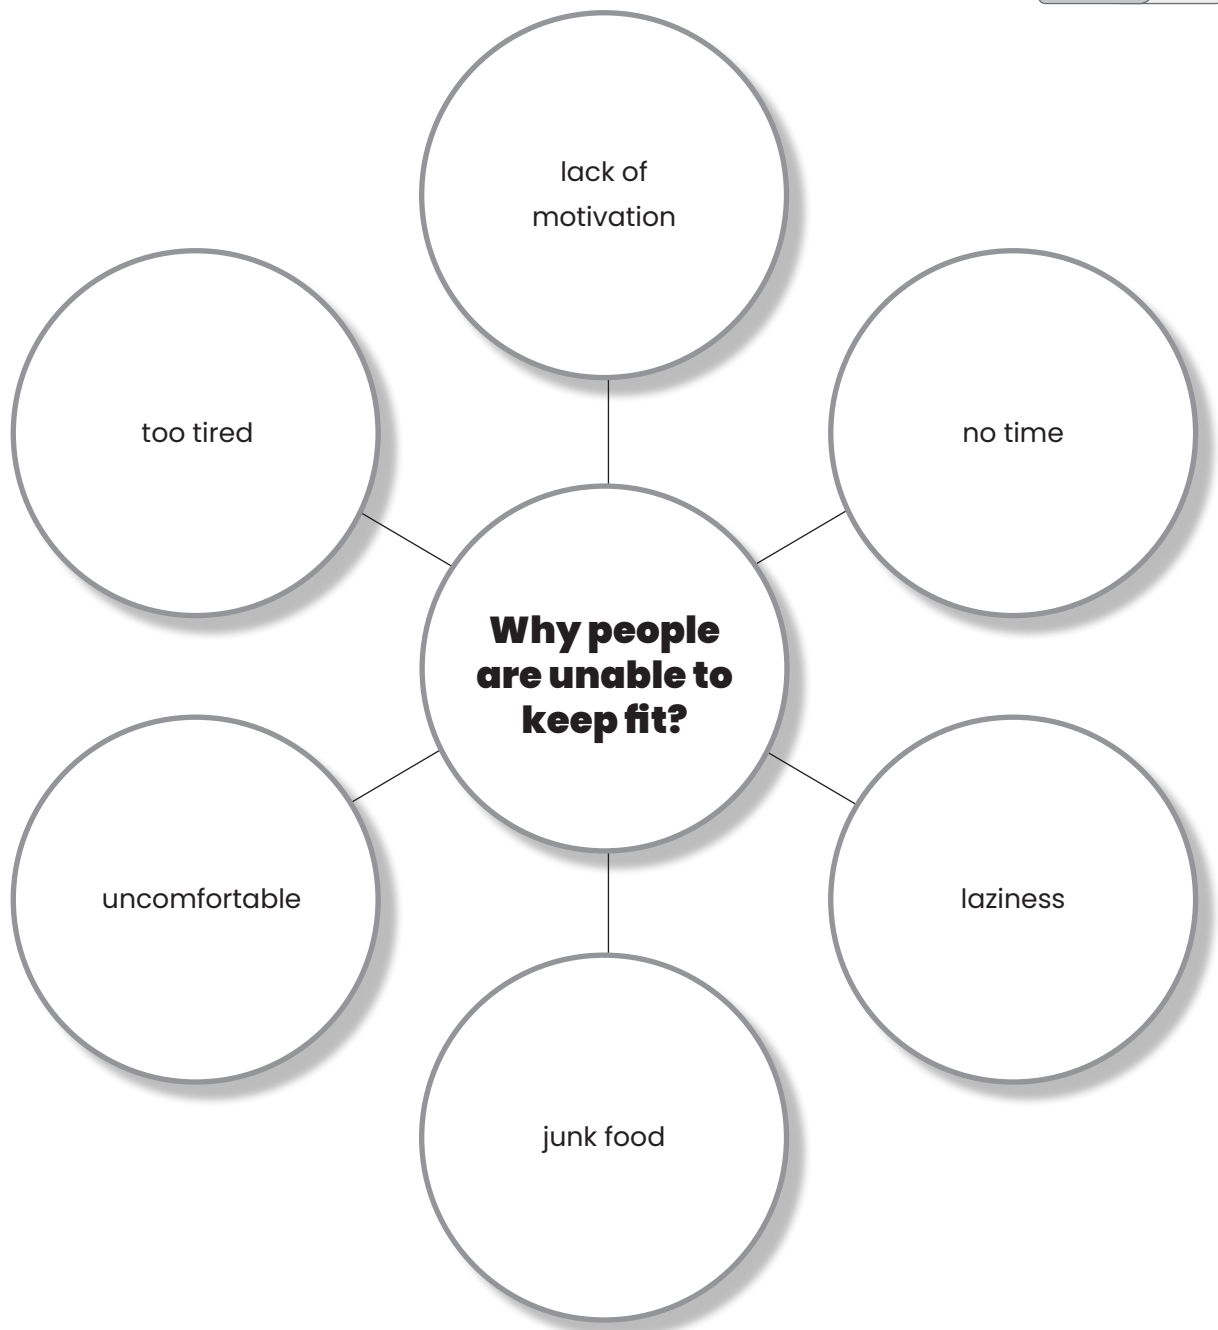 lack of
motivation
too tired
no time
Why people
are unable to
keep fit?
uncomfortable
laziness
junk food